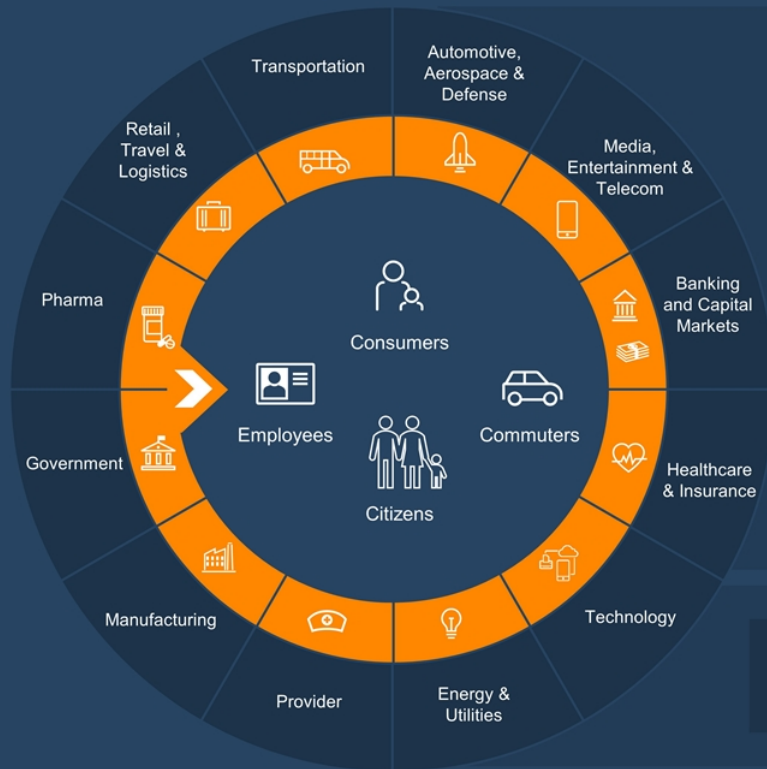 Transportation
Automotive,
Aerospace &
Defense
Retail ,
Travel &
Logistics
Media,
Entertainment &
Telecom
Pharma
Banking
and Capital
Markets
Consumers
Employees
Commuters
Citizens
Government
Healthcare
& Insurance
Manufacturing
Technology
Provider
Energy &
Utilities